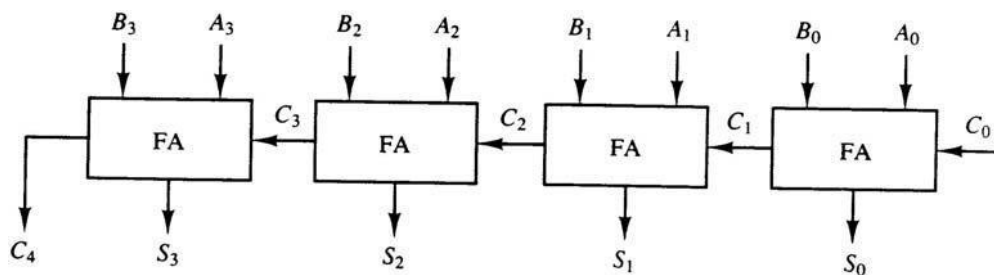 B₃ A₃ B₂ A₂ B₁ A₁ B₀ A₀
C₃ C₂ C₁ C₀
FA FA FA FA
C₄ S₃ S₂ S₁ S₀